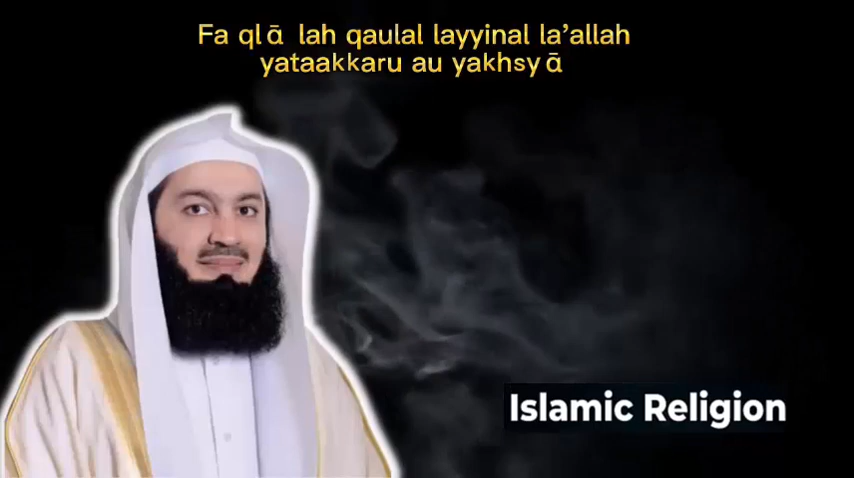 Fa qlā lah qaulal layyinal la’allah
yataakkaru au yakhsyā
Islamic Religion